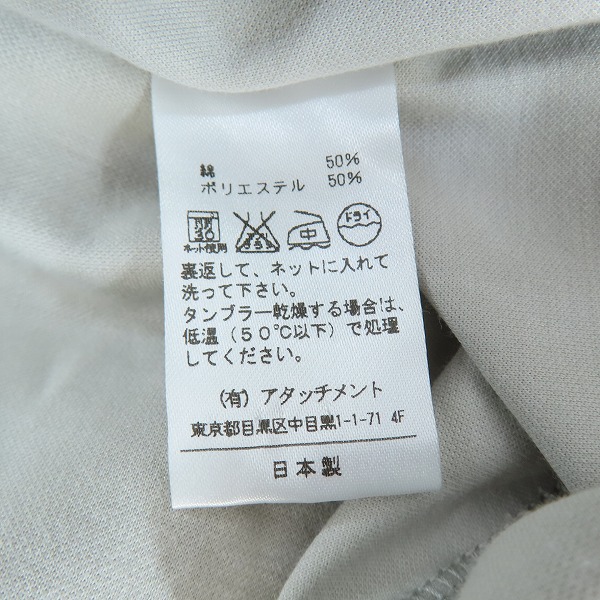 綿 50%
ポリエステル 50%
30 中 ドライ
ネット使用
裏返して、ネットに入れて
洗って下さい。
タンブラー乾燥する場合は、
低温（50℃以下）で処理
してください。
（有）アタッチメント
東京都目黒区中目黒1-1-71 4F
日本製